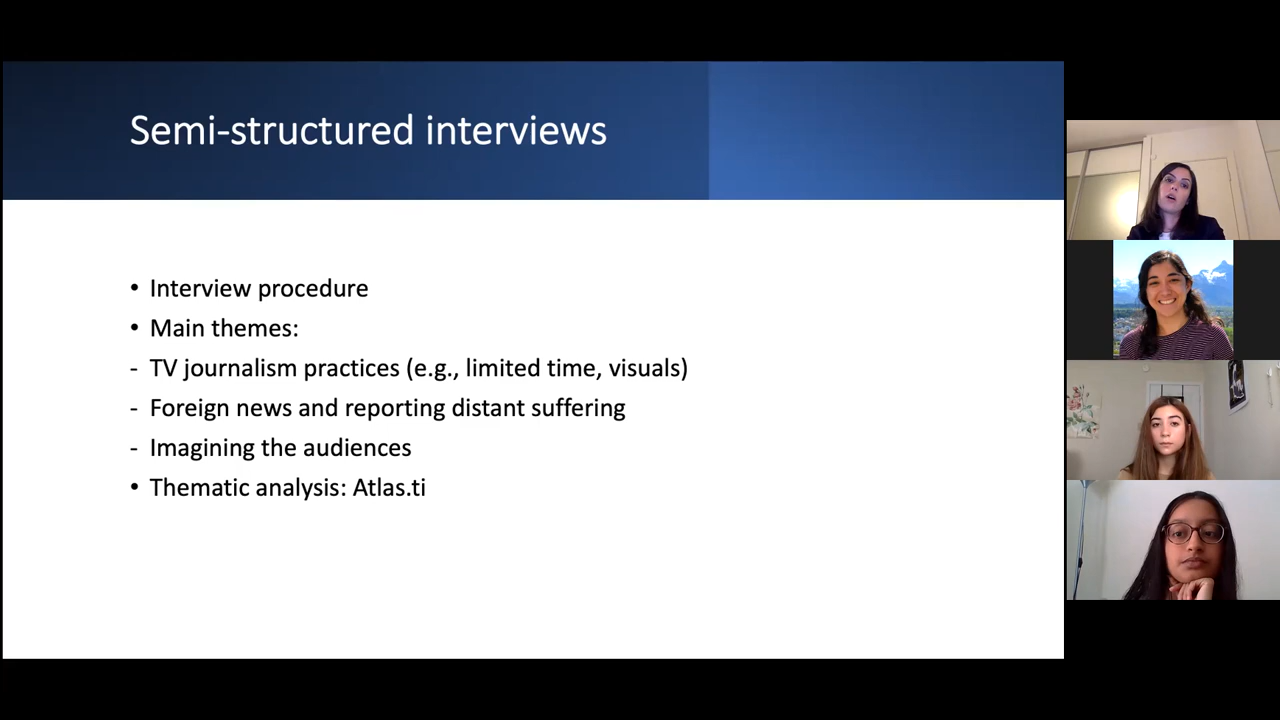 Semi-structured interviews
• Interview procedure
• Main themes:
- TV journalism practices (e.g., limited time, visuals)
- Foreign news and reporting distant suffering
- Imagining the audiences
• Thematic analysis: Atlas.ti